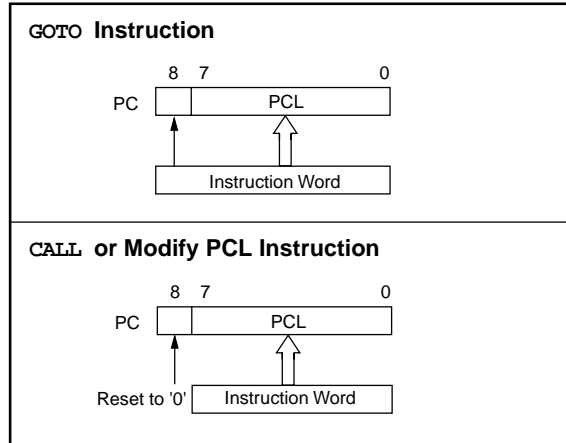 GOTO Instruction
8 7 0
PC PCL
Instruction Word
CALL or Modify PCL Instruction
8 7 0
PC PCL
Reset to '0' Instruction Word